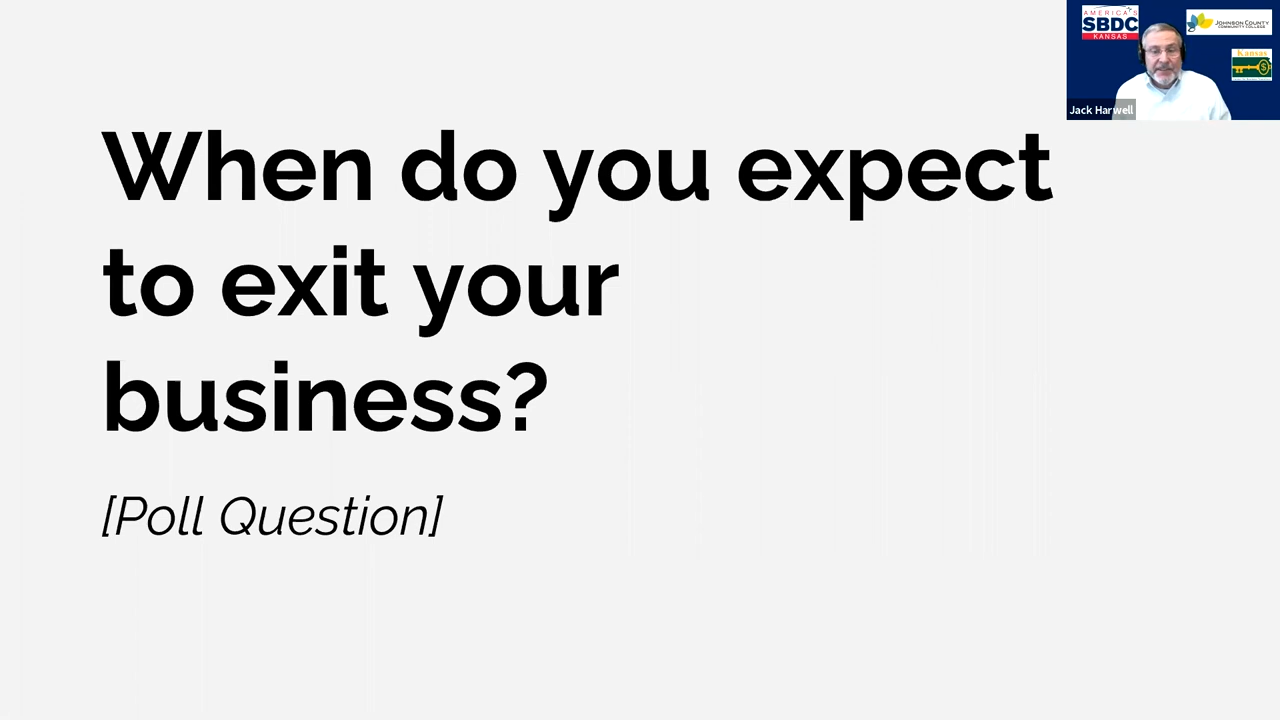 When do you expect
to exit your
business?
[Poll Question]
AMERICA'S
SBDC
KANSAS
JOHNSON COUNTY
COMMUNITY COLLEGE
Kansas
Jack Harwell